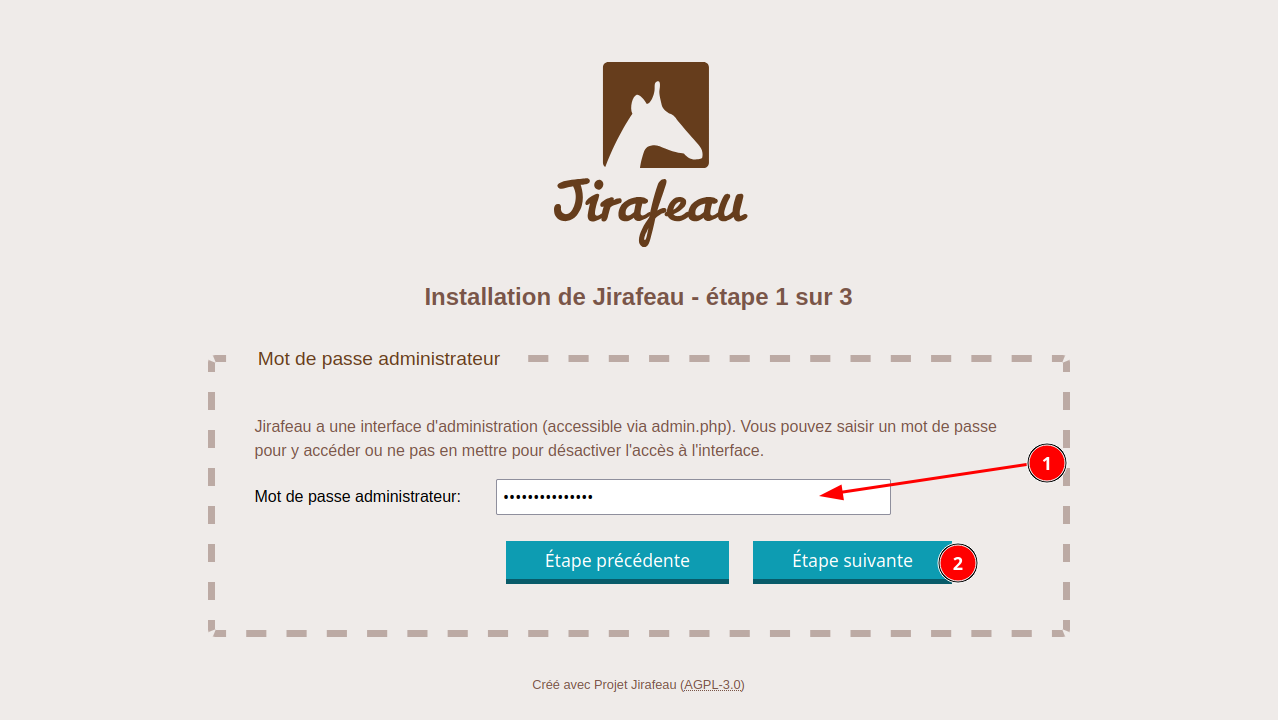 Jirafeau
Installation de Jirafeau - étape 1 sur 3
Mot de passe administrateur
Jirafeau a une interface d'administration (accessible via admin.php). Vous pouvez saisir un mot de passe
pour y accéder ou ne pas en mettre pour désactiver l'accès à l'interface.
1
Mot de passe administrateur: •••••••••••••••
Étape précédente
Étape suivante
2
Créé avec Projet Jirafeau (AGPL-3.0)